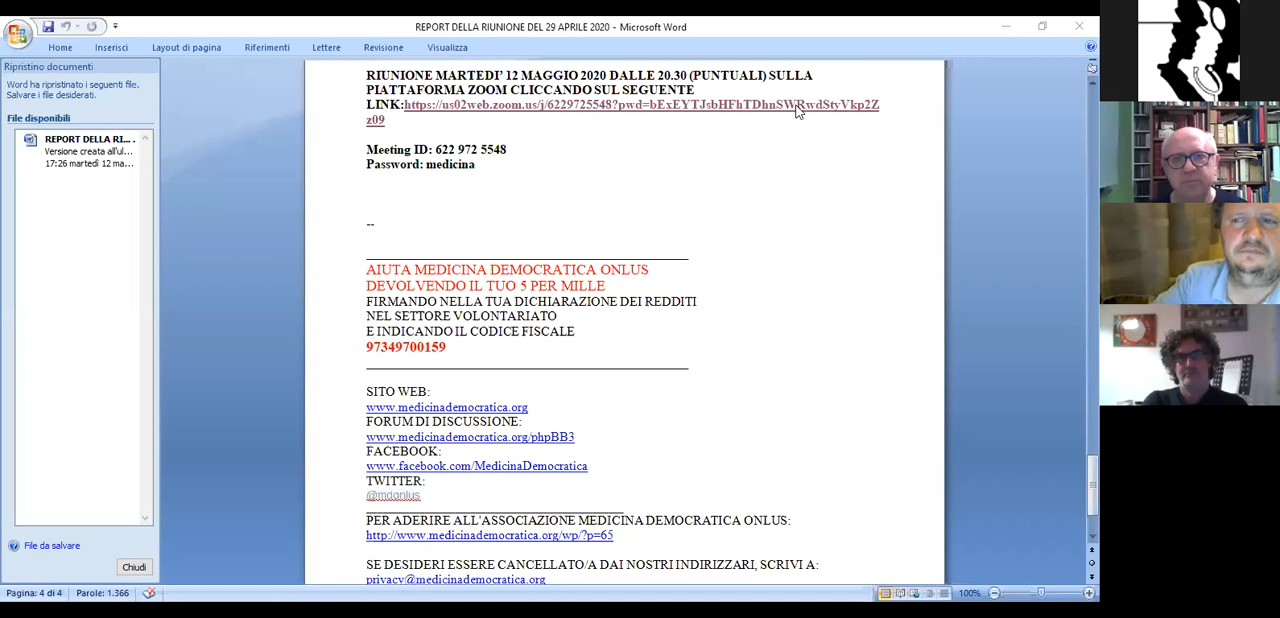 REPORT DELLA RIUNIONE DEL 29 APRILE 2020 - Microsoft Word
Home Inserisci Layout di pagina Riferimenti Lettere Revisione Visualizza
Ripristino documenti
Word ha ripristinato i seguenti file.
Salvare i file desiderati.
File disponibili
REPORT DELLA RI...
Versione creata all'ul...
17:26 martedì 12 ma...
File da salvare
Chiudi
RIUNIONE MARTEDI' 12 MAGGIO 2020 DALLE 20.30 (PUNTUALI) SULLA
PIATTAFORMA ZOOM CLICCANDO SUL SEGUENTE
LINK:https://us02web.zoom.us/j/6229725548?pwd=bExEYTJsbHFhTDhnSWRwdStyVkp2Z
z09
Meeting ID: 622 972 5548
Password: medicina
--
AIUTA MEDICINA DEMOCRATICA ONLUS
DEVOLVENDO IL TUO 5 PER MILLE
FIRMANDO NELLA TUA DICHIARAZIONE DEI REDDITI
NEL SETTORE VOLONTARIATO
E INDICANDO IL CODICE FISCALE
97349700159
SITO WEB:
www.medicinademocratica.org
FORUM DI DISCUSSIONE:
www.medicinademocratica.org/phpBB3
FACEBOOK:
www.facebook.com/MedicinaDemocratica
TWITTER:
@mdonlus
PER ADERIRE ALL'ASSOCIAZIONE MEDICINA DEMOCRATICA ONLUS:
http://www.medicinademocratica.org/wp/?p=65
SE DESIDERI ESSERE CANCELLATO/A DAI NOSTRI INDIRIZZARI, SCRIVI A:
privacy@medicinademocratica.org
Pagina: 4 di 4 Parole: 1.366 100%